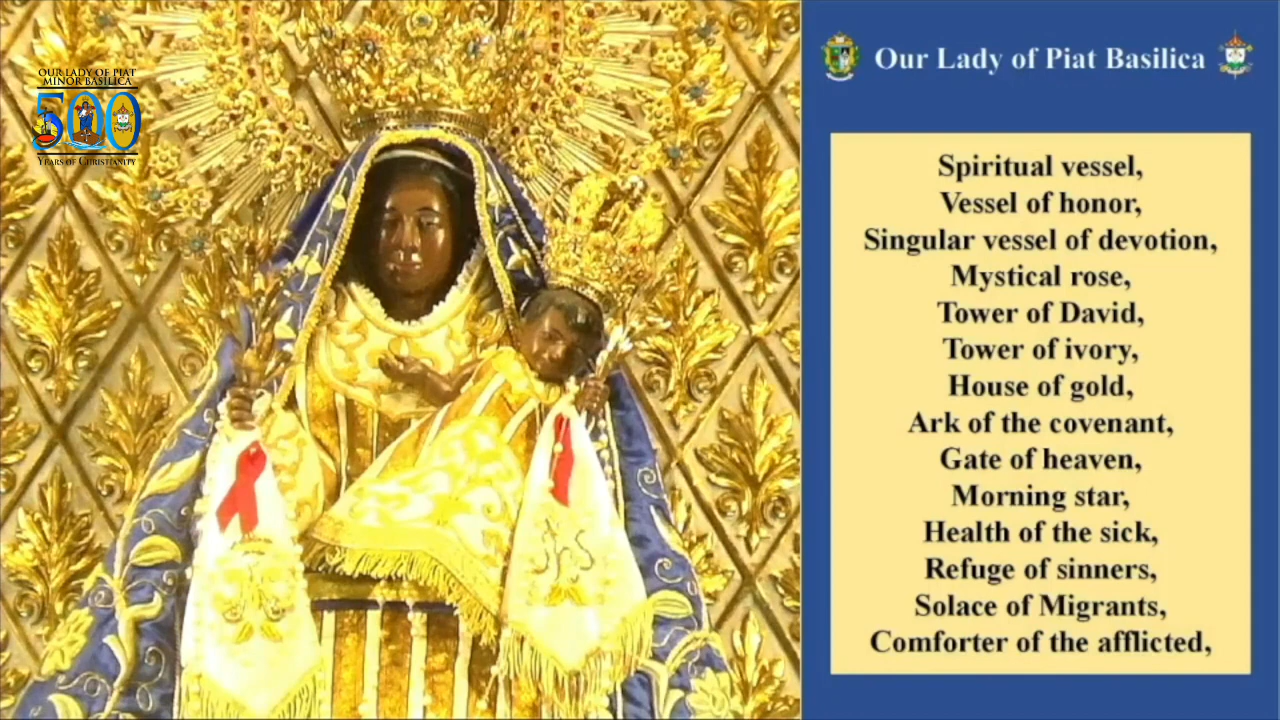 OUR LADY OF PIAT
MINOR BASILICA
500
YEARS OF CHRISTIANITY
Our Lady of Piat Basilica
Spiritual vessel,
Vessel of honor,
Singular vessel of devotion,
Mystical rose,
Tower of David,
Tower of ivory,
House of gold,
Ark of the covenant,
Gate of heaven,
Morning star,
Health of the sick,
Refuge of sinners,
Solace of Migrants,
Comforter of the afflicted,